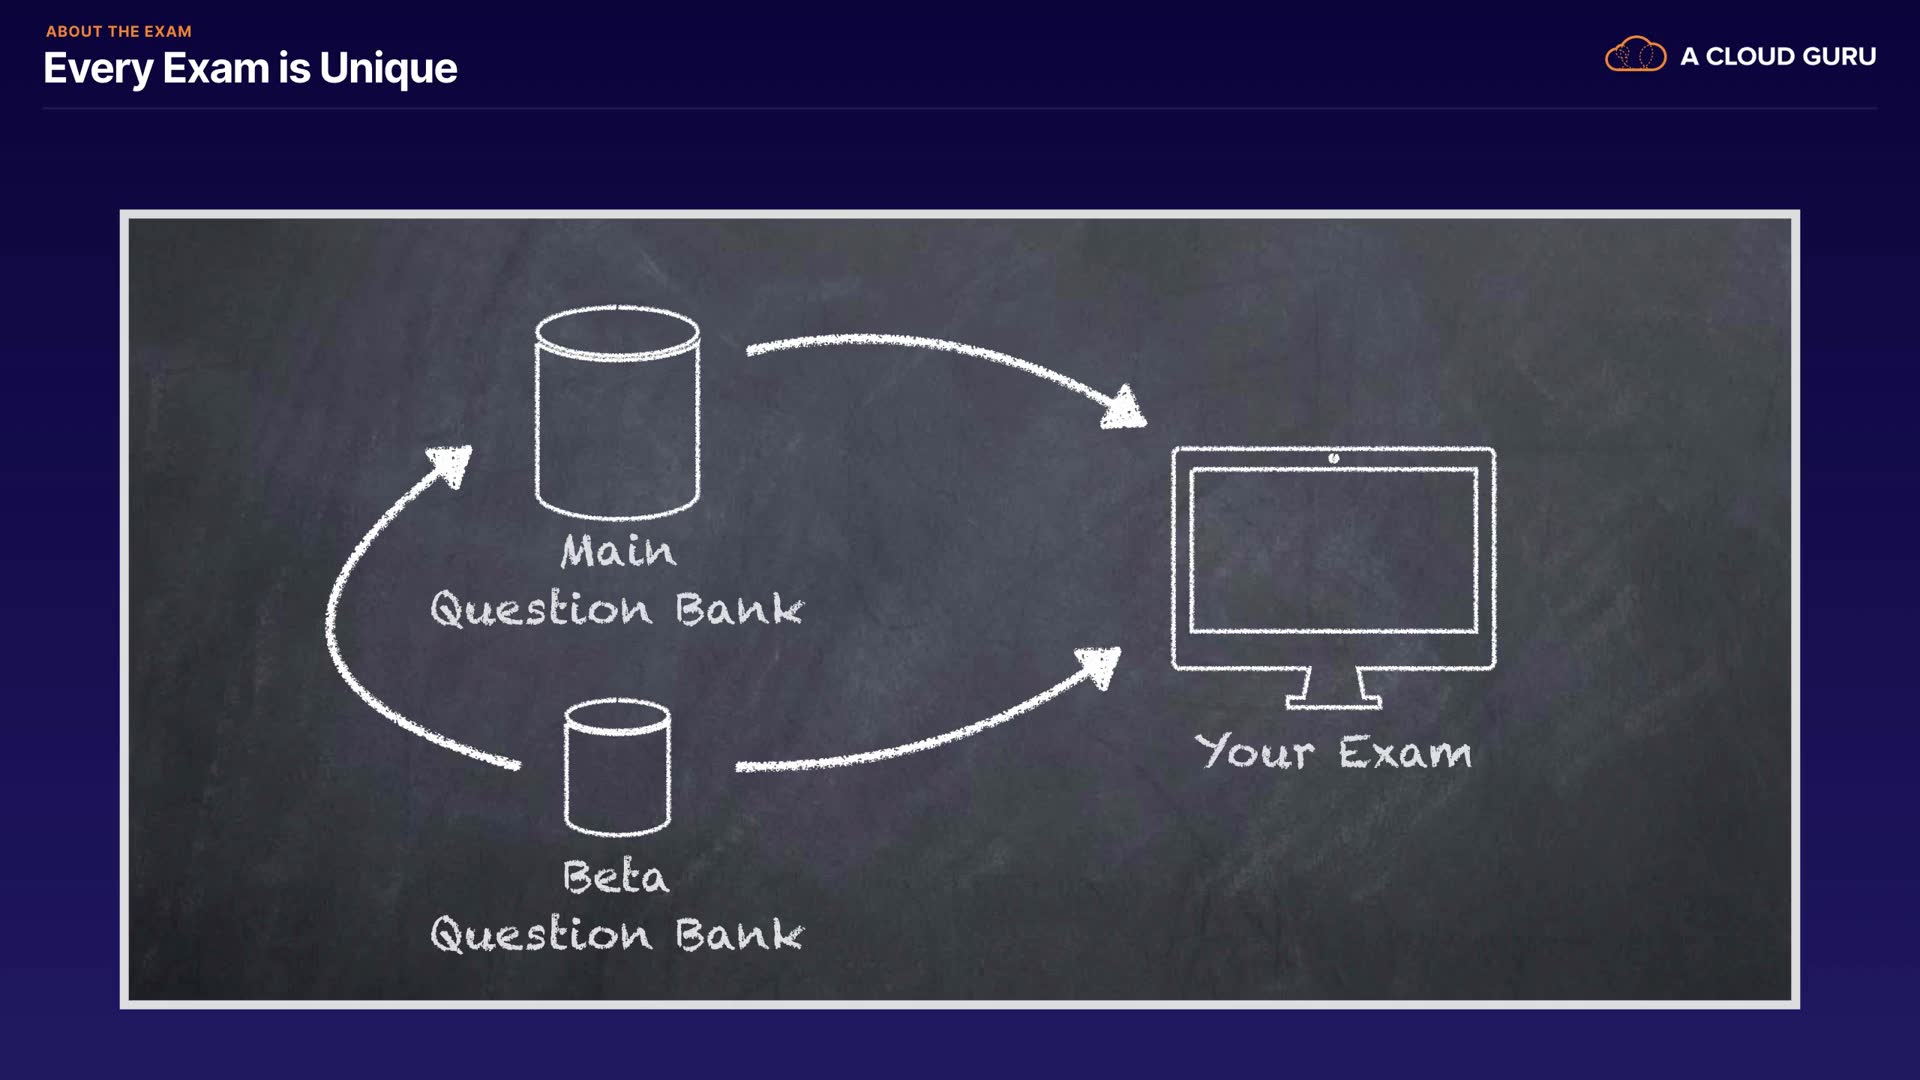 ABOUT THE EXAM
Every Exam is Unique
A CLOUD GURU
Main
Question Bank
Your Exam
Beta
Question Bank